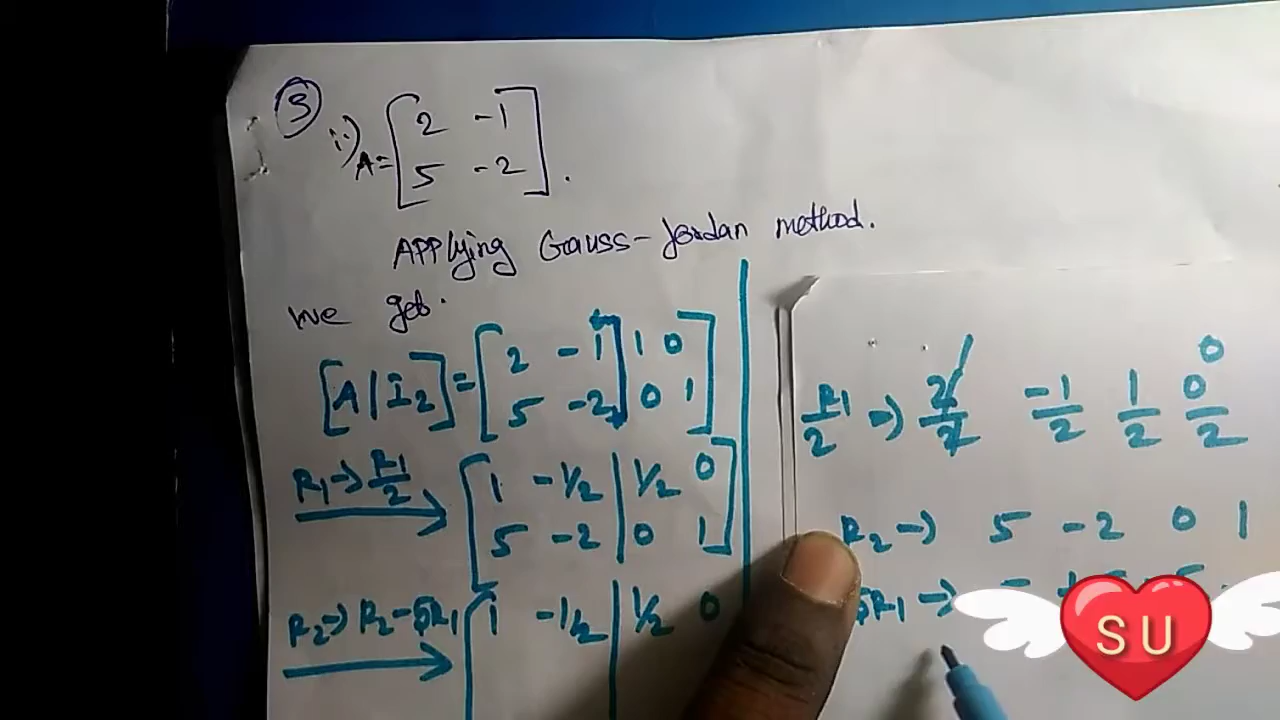 3
i) A = [ 2 -1
5 -2 ].
Applying Gauss-Jordan method.
we get.
[A | I2] = [ 2 -1 | 1 0
5 -2 | 0 1 ]
R1 → R1/2 [ 1 -1/2 | 1/2 0
5 -2 | 0 1 ]
R2 → R2 - 5R1 [ 1 -1/2 | 1/2 0
R1/2 → 2/2 -1/2 1/2 0/2 0
R2 → 5 -2 0 1
5R1 →
SU